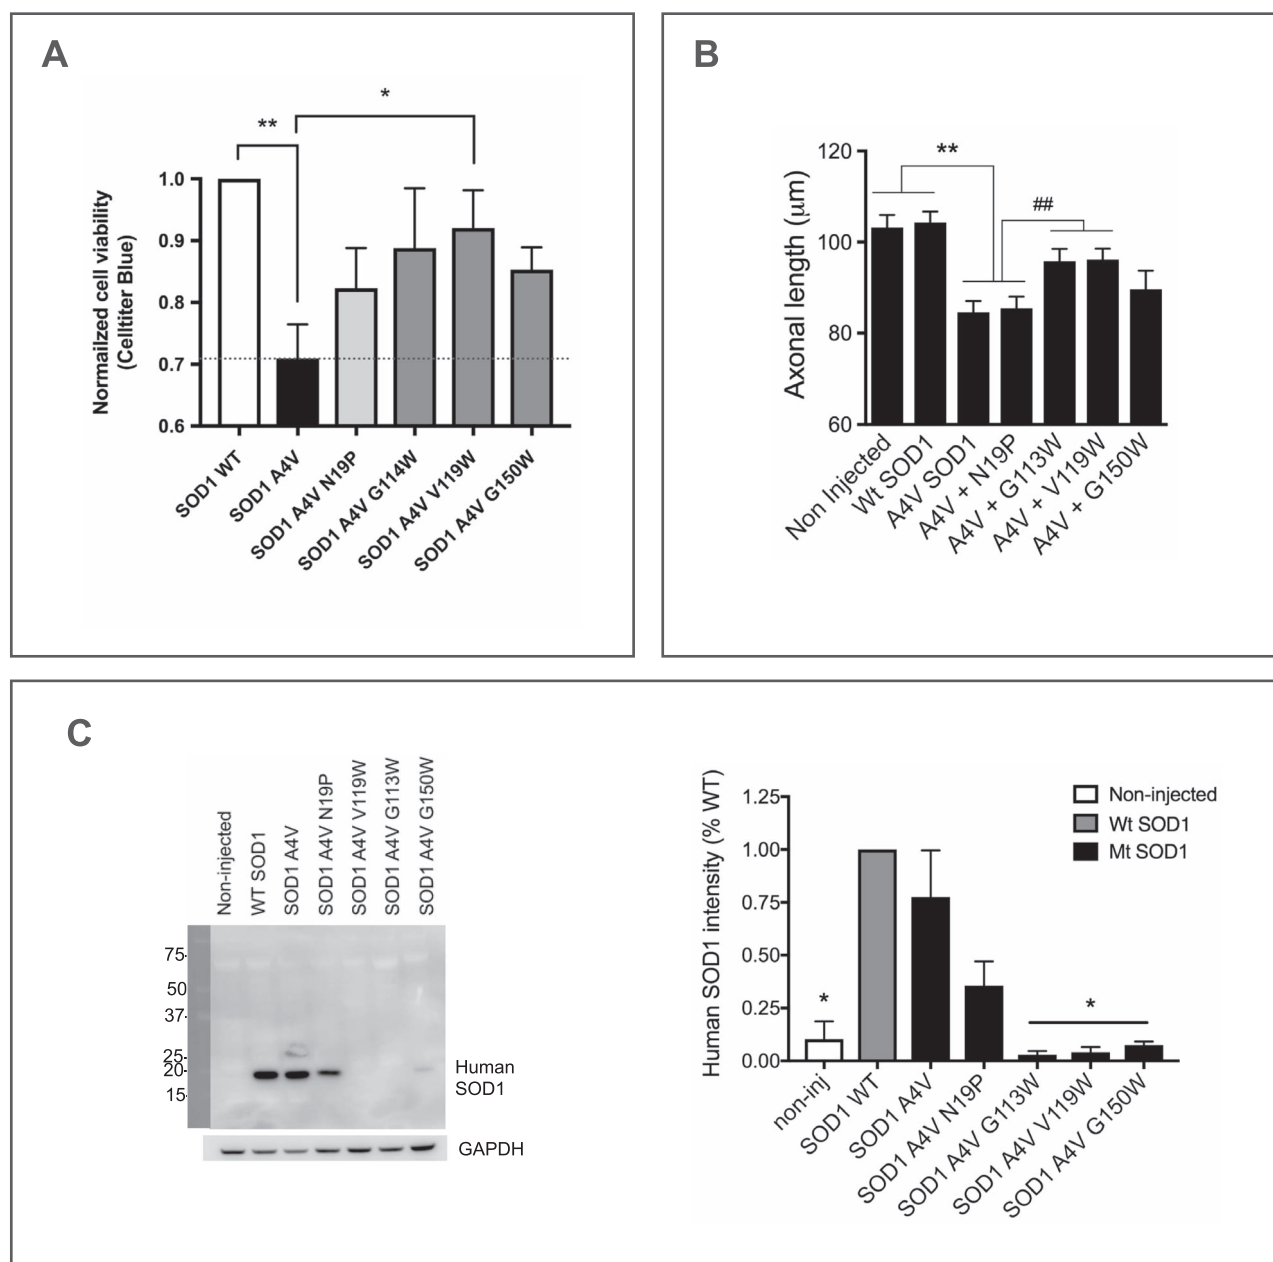 A
**
*
Normailzed cell viability
(Celltiter Blue)
1.0
0.9
0.8
0.7
0.6
SOD1 WT
SOD1 A4V
SOD1 A4V N19P
SOD1 A4V G114W
SOD1 A4V V119W
SOD1 A4V G150W
B
Axonal length (μm)
120
100
80
60
**
##
Non Injected
Wt SOD1
A4V SOD1
A4V + N19P
A4V + G113W
A4V + V119W
A4V + G150W
C
Non-injected
WT SOD1
SOD1 A4V
SOD1 A4V N19P
SOD1 A4V V119W
SOD1 A4V G113W
SOD1 A4V G150W
75
50
37
25
20
15
Human
SOD1
GAPDH
Human SOD1 intensity (% WT)
1.25
1.00
0.75
0.50
0.25
0.00
Non-injected
Wt SOD1
Mt SOD1
*
*
non-inj
SOD1 WT
SOD1 A4V
SOD1 A4V N19P
SOD1 A4V G113W
SOD1 A4V V119W
SOD1 A4V G150W